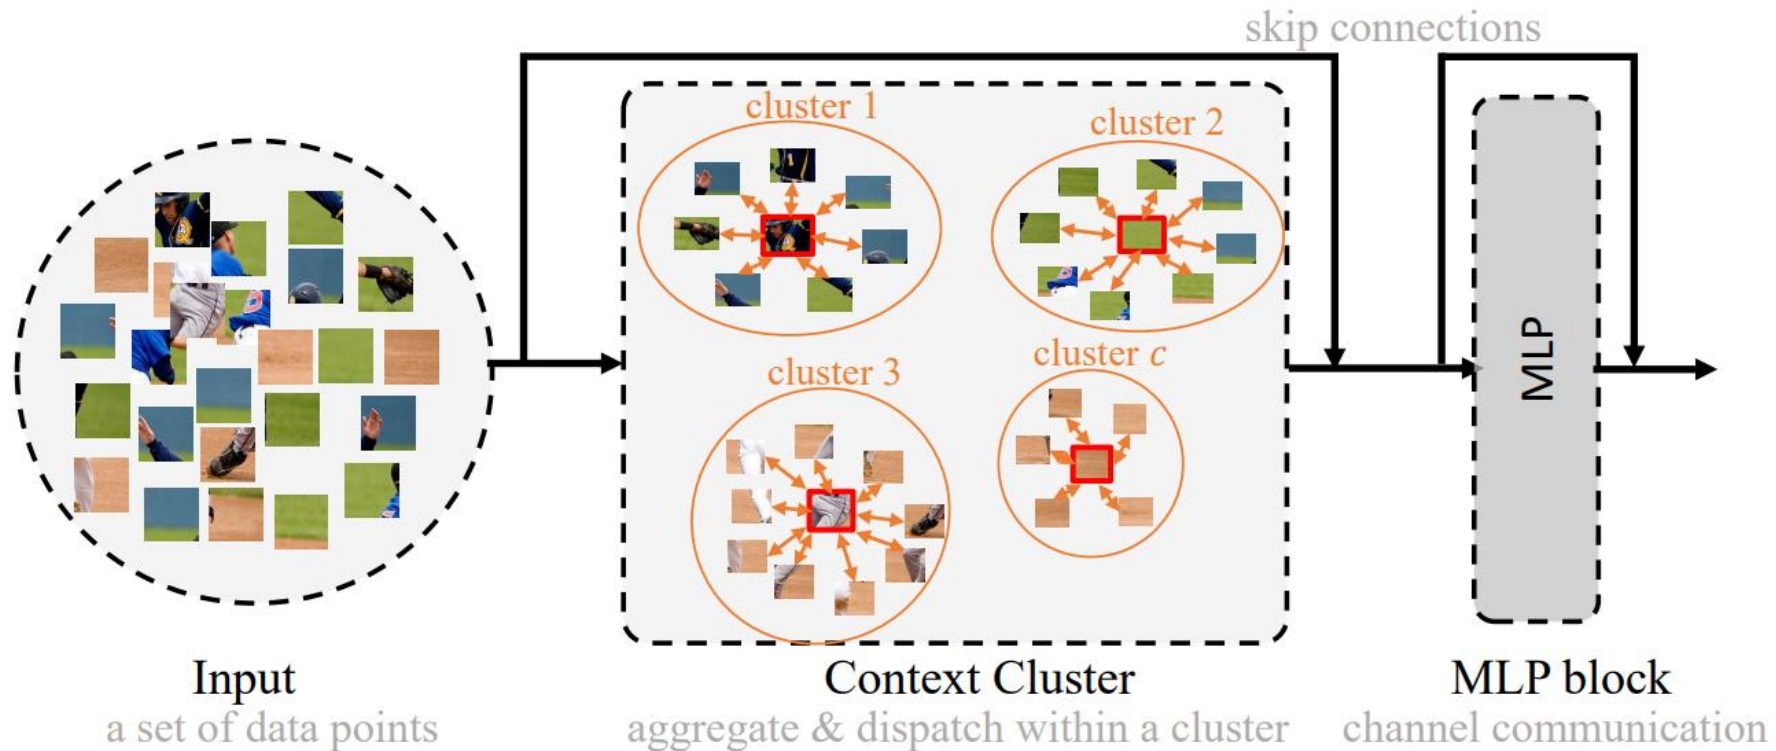 skip connections
cluster 1
cluster 2
cluster 3
cluster c
MLP
Input
a set of data points
Context Cluster
aggregate & dispatch within a cluster
MLP block
channel communication